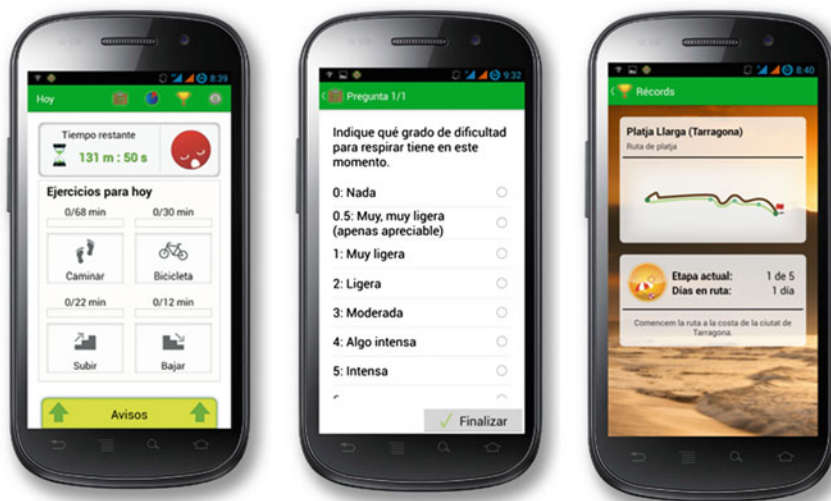 8:39
Hoy
Tiempo restante
131 m : 50 s
Ejercicios para hoy
0/68 min
0/30 min
Caminar
Bicicleta
0/22 min
0/12 min
Subir
Bajar
Avisos
9:32
Pregunta 1/1
Indique qué grado de dificultad
para respirar tiene en este
momento.
0: Nada
0.5: Muy, muy ligera
(apenas apreciable)
1: Muy ligera
2: Ligera
3: Moderada
4: Algo intensa
5: Intensa
Finalizar
8:40
Récords
Platja Llarga (Tarragona)
Ruta de platja
Etapa actual: 1 de 5
Días en ruta: 1 día
Comencem la ruta a la costa de la ciutat de
Tarragona.